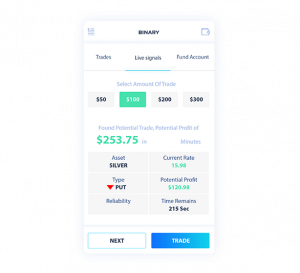 BINARY
Trades Live signals Fund Account
Select Amount Of Trade
$50 $100 $200 $300
Found Potential Trade, Potential Profit of
$253.75 in Minutes
Asset Current Rate
SILVER 15.98
Type Potential Profit
PUT $120.98
Reliability Time Remains
215 Sec
NEXT TRADE